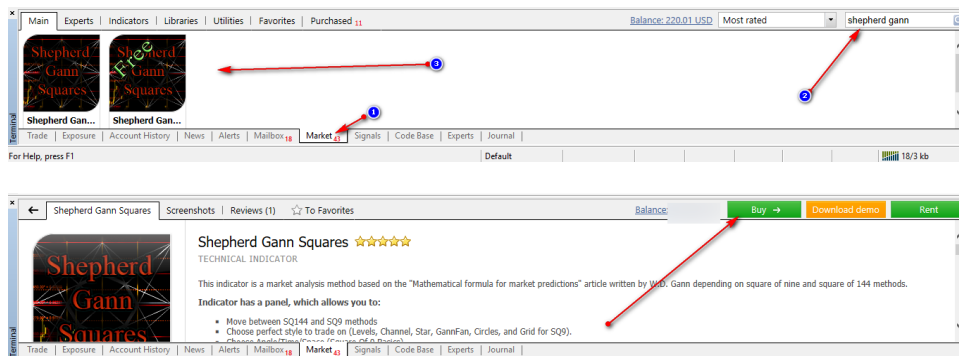 Main Experts | Indicators | Libraries | Utilities | Favorites | Purchased 11 Balance: 220.01 USD Most rated shepherd gann
Shepherd Gann Squares
Shepherd Gann Squares Free
3
2
Shepherd Gan... Shepherd Gan...
1
Terminal
Trade | Exposure | Account History | News | Alerts | Mailbox 18 | Market 43 | Signals | Code Base | Experts | Journal |
For Help, press F1 Default 18/3 kb
Shepherd Gann Squares Screenshots | Reviews (1) To Favorites Balance: Buy → Download demo Rent
Shepherd Gann Squares
Shepherd Gann Squares
TECHNICAL INDICATOR
This indicator is a market analysis method based on the "Mathematical formula for market predictions" article written by W.D. Gann depending on square of nine and square of 144 methods.
Indicator has a panel, which allows you to:
Move between SQ144 and SQ9 methods
Choose perfect style to trade on (Levels, Channel, Star, GannFan, Circles, and Grid for SQ9).
Terminal
Trade | Exposure | Account History | News | Alerts | Mailbox 18 | Market 43 | Signals | Code Base | Experts | Journal |